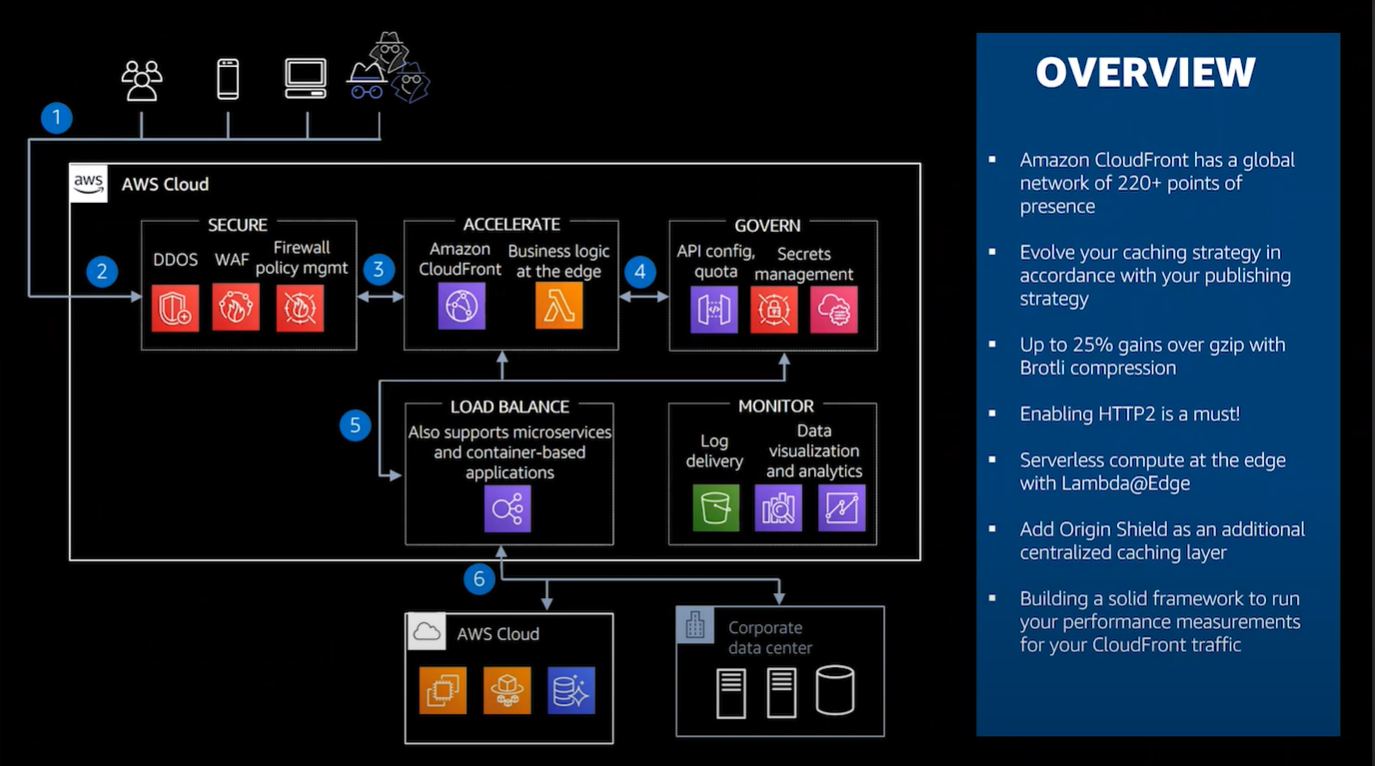 1
aws
AWS Cloud
SECURE
DDOS
WAF
Firewall
policy mgmt
2
3
ACCELERATE
Amazon
CloudFront
Business logic
at the edge
4
GOVERN
API config,
quota
Secrets
management
5
LOAD BALANCE
Also supports microservices
and container-based
applications
MONITOR
Log
delivery
Data
visualization
and analytics
6
AWS Cloud
Corporate
data center
OVERVIEW
▪ Amazon CloudFront has a global
network of 220+ points of
presence
▪ Evolve your caching strategy in
accordance with your publishing
strategy
▪ Up to 25% gains over gzip with
Brotli compression
▪ Enabling HTTP2 is a must!
▪ Serverless compute at the edge
with Lambda@Edge
▪ Add Origin Shield as an additional
centralized caching layer
▪ Building a solid framework to run
your performance measurements
for your CloudFront traffic